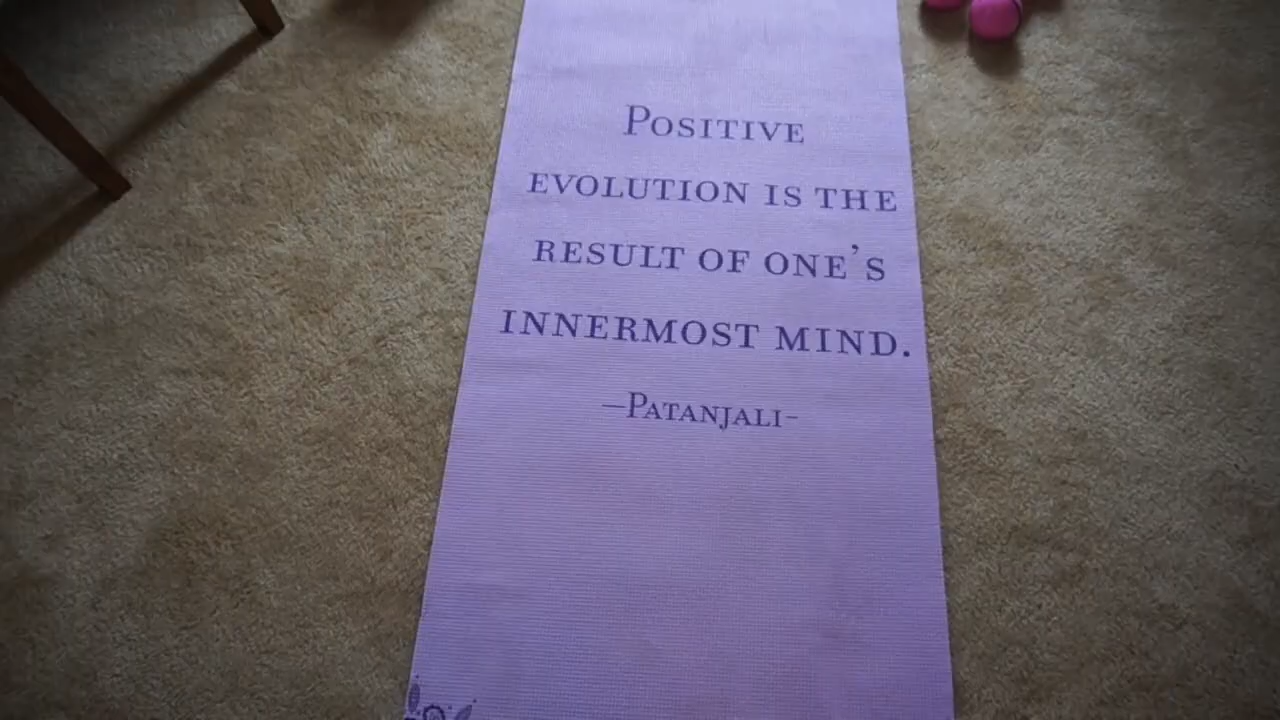 Positive
evolution is the
result of one's
innermost mind.
–Patanjali–